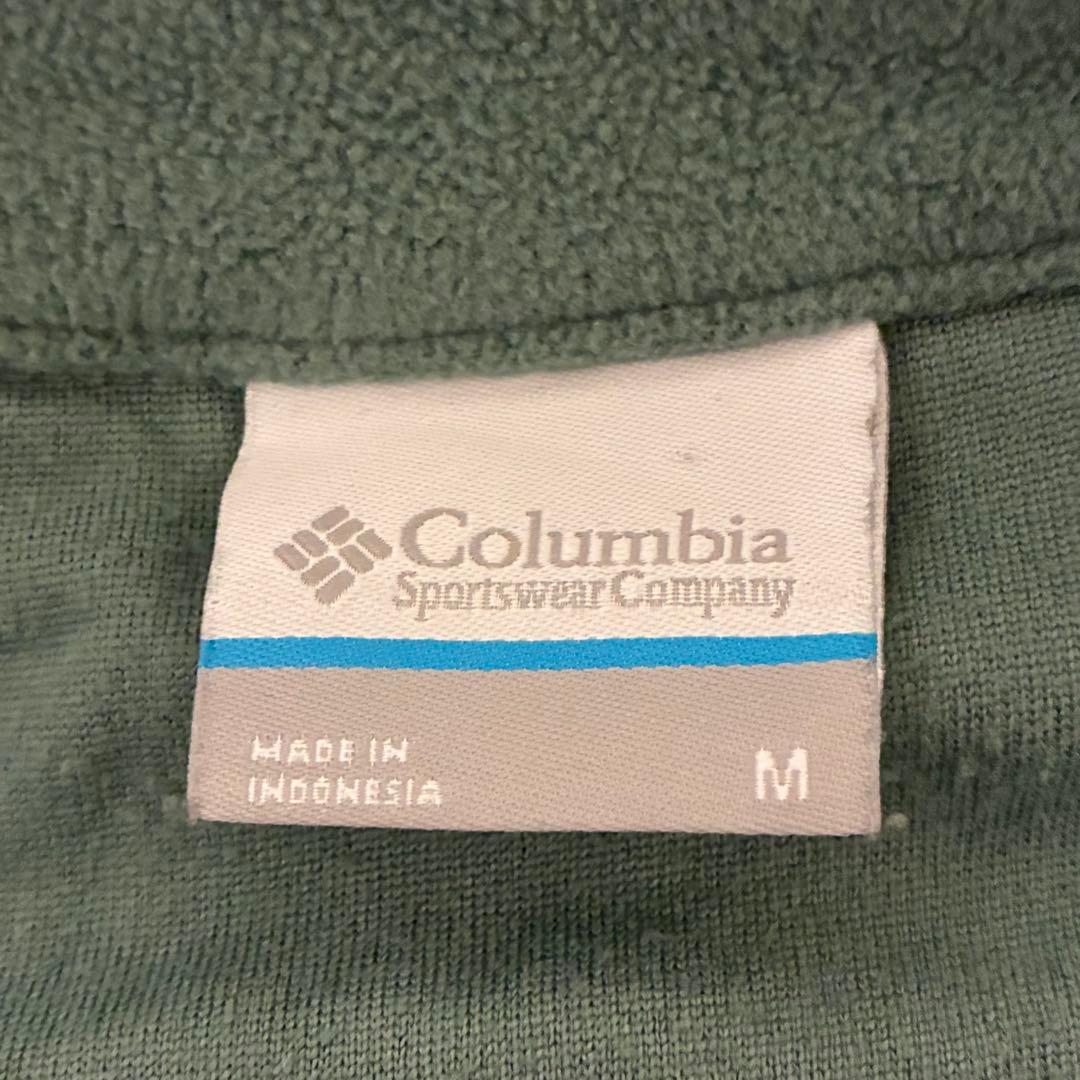 Columbia
Sportswear Company
MADE IN
INDONESIA
M